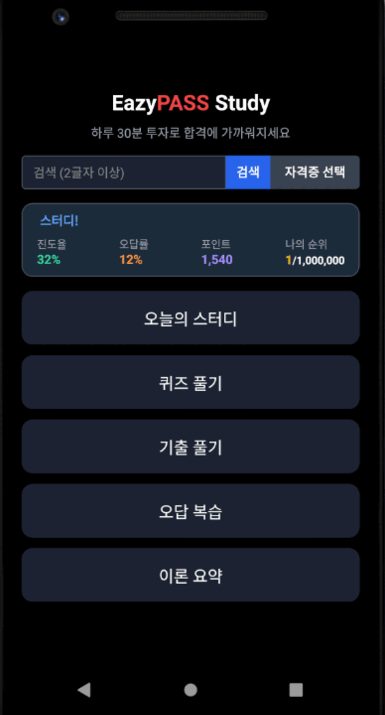 EazyPASS Study
하루 30분 투자로 합격에 가까워지세요
검색 (2글자 이상) 검색 자격증 선택
스터디!
진도율 오답률 포인트 나의 순위
32% 12% 1,540 1/1,000,000
오늘의 스터디
퀴즈 풀기
기출 풀기
오답 복습
이론 요약